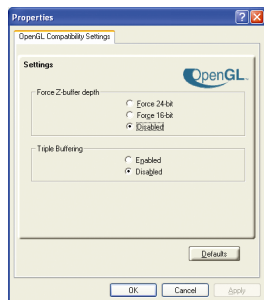 Properties
OpenGL Compatibility Settings
Settings
OpenGL
Force Z-buffer depth
Force 24-bit
Force 16-bit
Disabled
Triple Buffering
Enabled
Disabled
Defaults
OK
Cancel
Apply